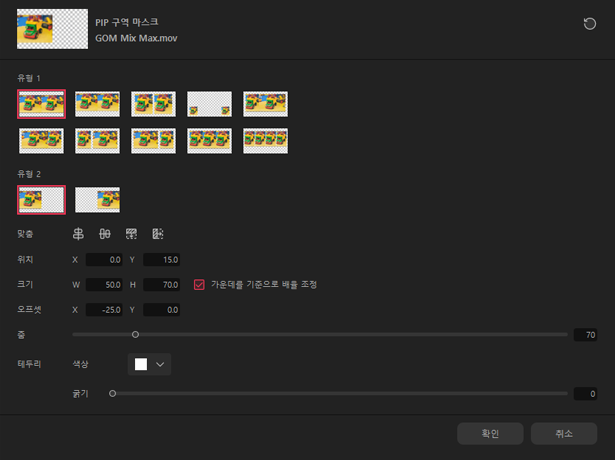 PIP 구역 마스크
GOM Mix Max.mov
유형 1
유형 2
맞춤
위치 X 0.0 Y 15.0
크기 W 50.0 H 70.0 가운데를 기준으로 배율 조정
오프셋 X -25.0 Y 0.0
줌 70
테두리 색상
굵기 0
확인 취소